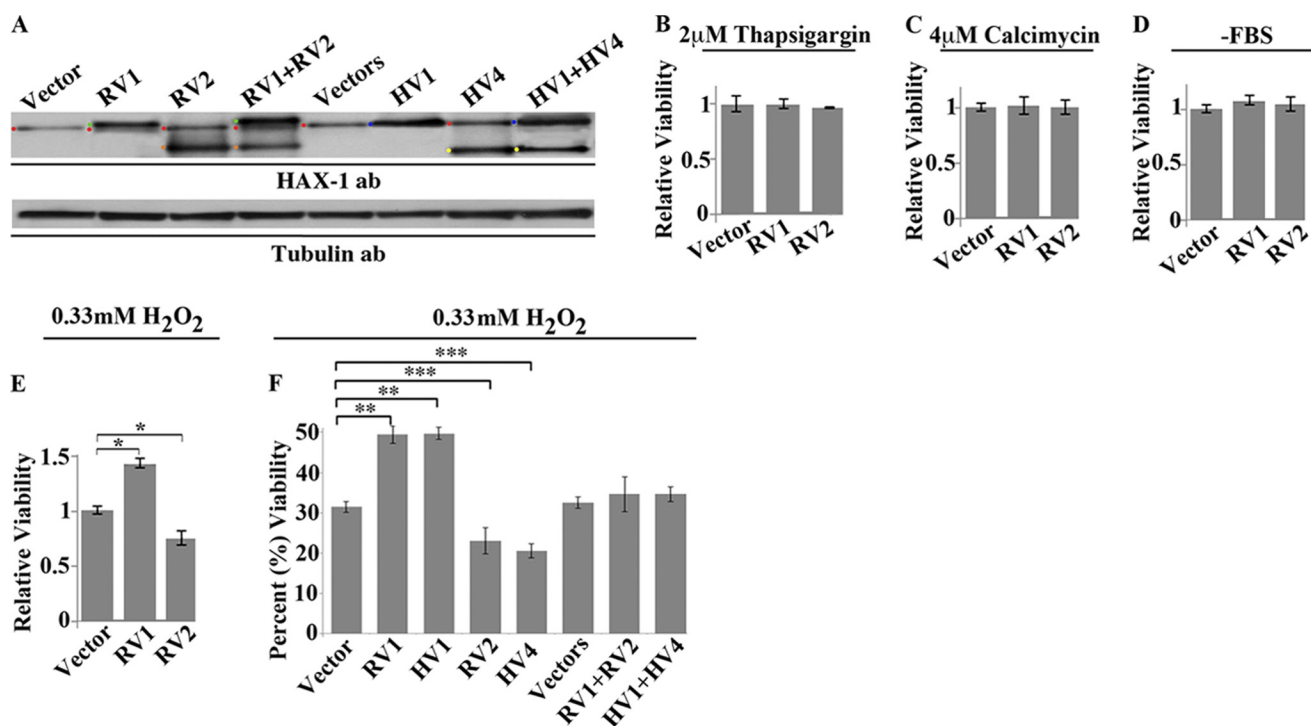 A
Vector RV1 RV2 RV1+RV2 Vectors HV1 HV4 HV1+HV4
HAX-1 ab
Tubulin ab
B
2μM Thapsigargin
Relative Viability
1
0.5
0
Vector RV1 RV2
C
4μM Calcimycin
Relative Viability
1
0.5
0
Vector RV1 RV2
D
-FBS
Relative Viability
1
0.5
0
Vector RV1 RV2
0.33mM H₂O₂
E
* 
*
Relative Viability
1.5
1
0.5
0
Vector RV1 RV2
0.33mM H₂O₂
F
***
***
**
**
Percent (%) Viability
50
40
30
20
10
0
Vector RV1 HV1 RV2 HV4 Vectors RV1+RV2 HV1+HV4